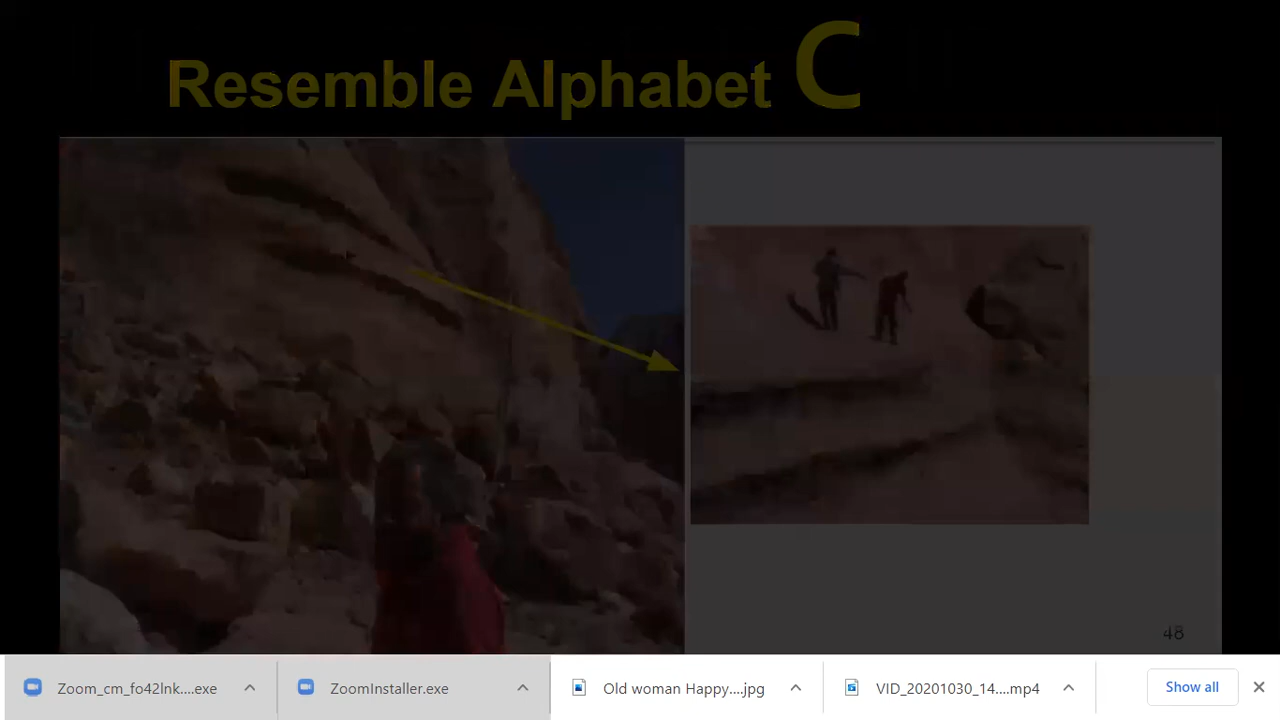 Resemble Alphabet C
48
Zoom_cm_fo42lnk....exe
ZoomInstaller.exe
Old woman Happy....jpg
VID_20201030_14....mp4
Show all